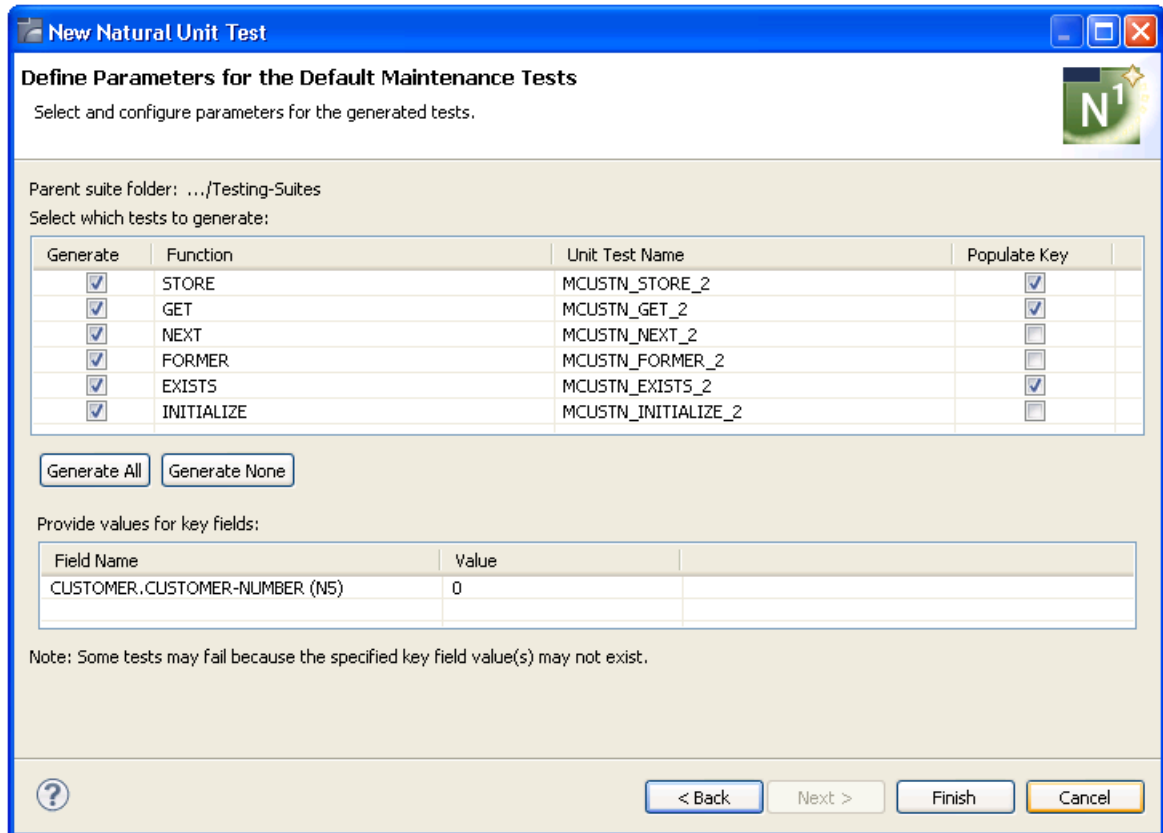 New Natural Unit Test
Define Parameters for the Default Maintenance Tests
Select and configure parameters for the generated tests.
N1
Parent suite folder: .../Testing-Suites
Select which tests to generate:
Generate Function Unit Test Name Populate Key
STORE MCUSTN_STORE_2
GET MCUSTN_GET_2
NEXT MCUSTN_NEXT_2
FORMER MCUSTN_FORMER_2
EXISTS MCUSTN_EXISTS_2
INITIALIZE MCUSTN_INITIALIZE_2
Generate All Generate None
Provide values for key fields:
Field Name Value
CUSTOMER.CUSTOMER-NUMBER (N5) 0
Note: Some tests may fail because the specified key field value(s) may not exist.
? < Back Next > Finish Cancel